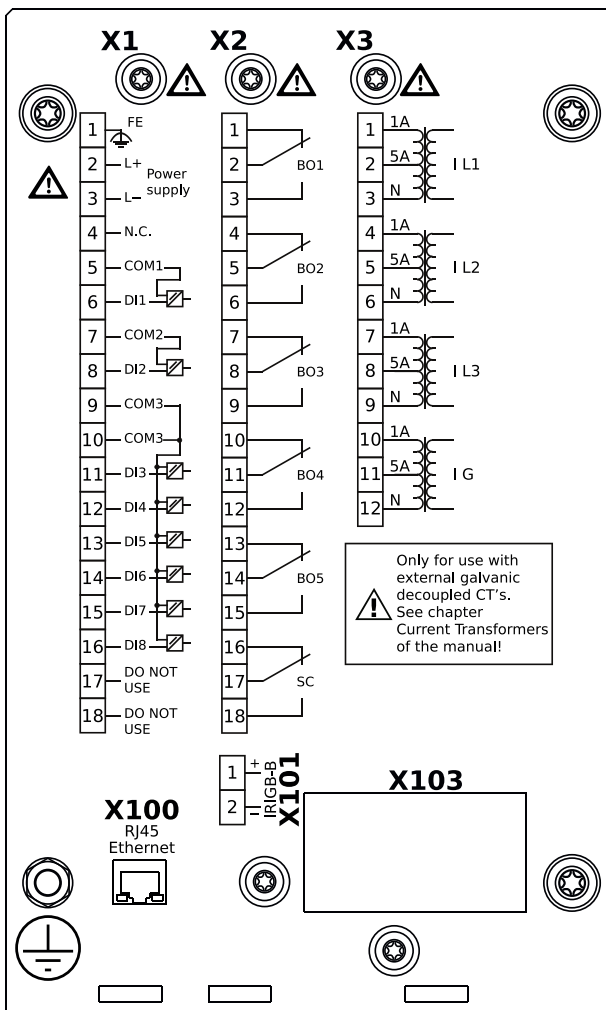 X1
X2
X3
1
FE
2
L+
Power
supply
3
L−
4
N.C.
5
COM1
6
DI1
7
COM2
8
DI2
9
COM3
10
COM3
11
DI3
12
DI4
13
DI5
14
DI6
15
DI7
16
DI8
17
DO NOT
USE
18
DO NOT
USE
1
2
BO1
3
4
5
BO2
6
7
8
BO3
9
10
11
BO4
12
13
14
BO5
15
16
17
SC
18
1
1A
2
5A
I L1
3
N
4
1A
5
5A
I L2
6
N
7
1A
8
5A
I L3
9
N
10
1A
11
5A
I G
12
N
Only for use with
external galvanic
decoupled CT's.
See chapter
Current Transformers
of the manual!
1
+
2
−
IRIGB-B
X101
X103
X100
RJ45
Ethernet